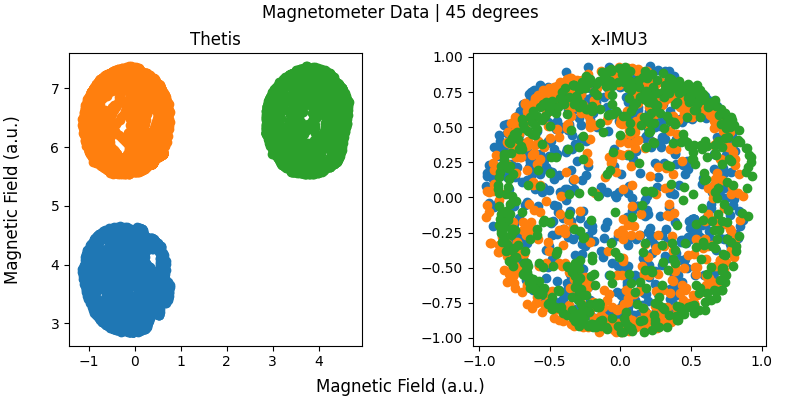 Magnetometer Data | 45 degrees
Thetis
x-IMU3
Magnetic Field (a.u.)
7
6
5
4
3
−1 0 1 2 3 4
1.00
0.75
0.50
0.25
0.00
−0.25
−0.50
−0.75
−1.00
−1.0 −0.5 0.0 0.5 1.0
Magnetic Field (a.u.)